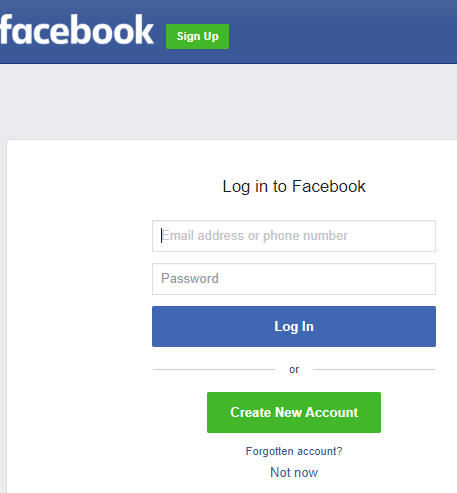 facebook Sign Up
Log in to Facebook
Email address or phone number
Password
Log In
or
Create New Account
Forgotten account?
Not now